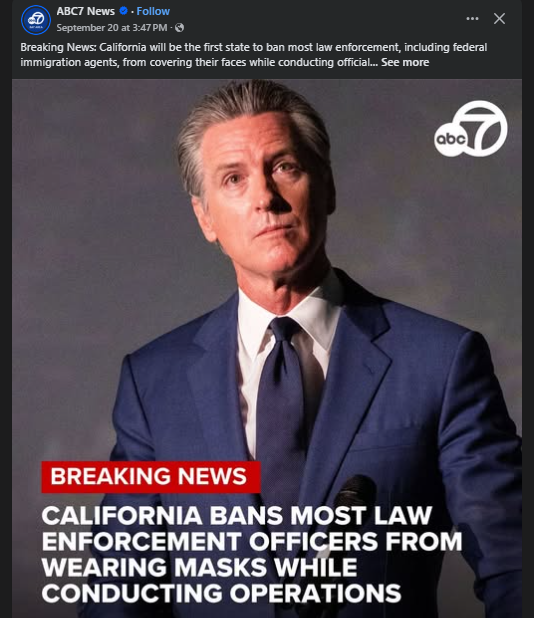 ABC7 News · Follow
September 20 at 3:47 PM ·
Breaking News: California will be the first state to ban most law enforcement, including federal
immigration agents, from covering their faces while conducting official... See more
abc 7
BREAKING NEWS
CALIFORNIA BANS MOST LAW
ENFORCEMENT OFFICERS FROM
WEARING MASKS WHILE
CONDUCTING OPERATIONS